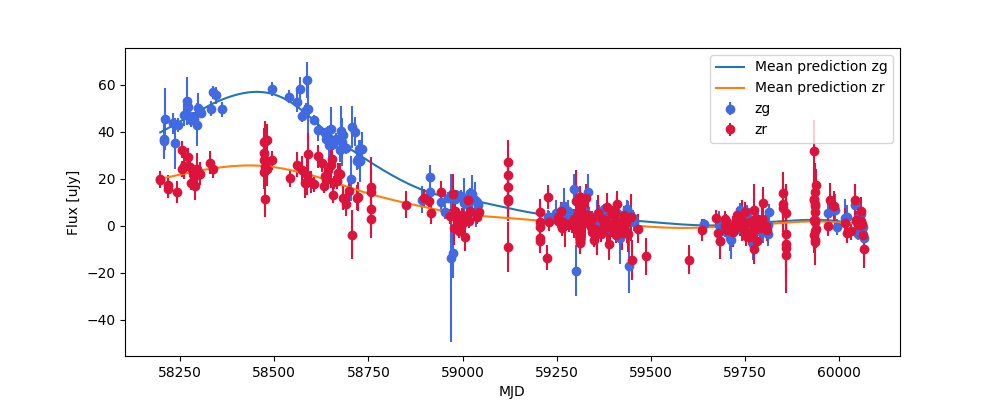 Flux [uJy]
60
40
20
0
−20
−40
58250
58500
58750
59000
59250
59500
59750
60000
MJD
Mean prediction zg
Mean prediction zr
zg
zr